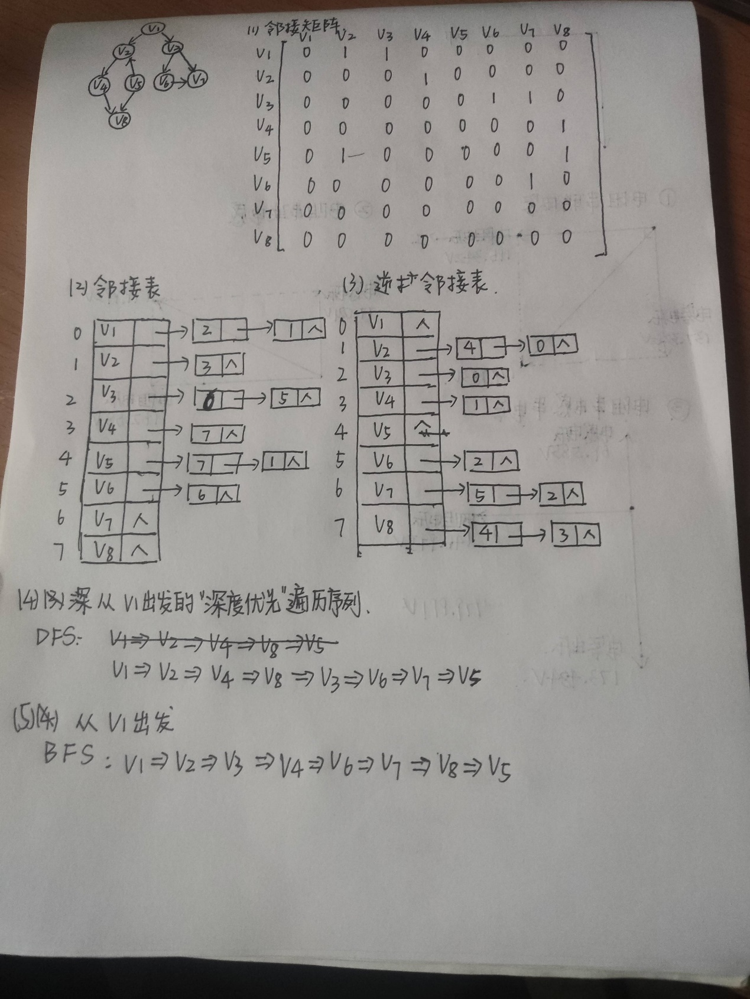 V1
V2 V3
V4 V5 V6 V7
V8
(1) 邻接矩阵
V1 V2 V3 V4 V5 V6 V7 V8
V1 0 1 1 0 0 0 0 0
V2 0 0 0 1 0 0 0 0
V3 0 0 0 0 0 1 1 0
V4 0 0 0 0 0 0 0 1
V5 0 1 0 0 0 0 0 1
V6 0 0 0 0 0 0 1 0
V7 0 0 0 0 0 0 0 0
V8 0 0 0 0 0 0 0 0
(2) 邻接表
0 V1 → 2 → 1 ∧
1 V2 → 3 ∧
2 V3 → 6 → 5 ∧
3 V4 → 7 ∧
4 V5 → 7 → 1 ∧
5 V6 → 6 ∧
6 V7 ∧
7 V8 ∧
(3) 逆邻接表.
0 V1 ∧
1 V2 → 4 → 0 ∧
2 V3 → 0 ∧
3 V4 → 1 ∧
4 V5 ∧
5 V6 → 2 ∧
6 V7 → 5 → 2 ∧
7 V8 → 4 → 3 ∧
(4) 从V1出发的"深度优先"遍历序列.
DFS: V1⇒V2⇒V4⇒V8⇒V5
V1⇒V2⇒V4⇒V8⇒V3⇒V6⇒V7⇒V5
(5) 从V1出发
BFS: V1⇒V2⇒V3⇒V4⇒V6⇒V7⇒V8⇒V5